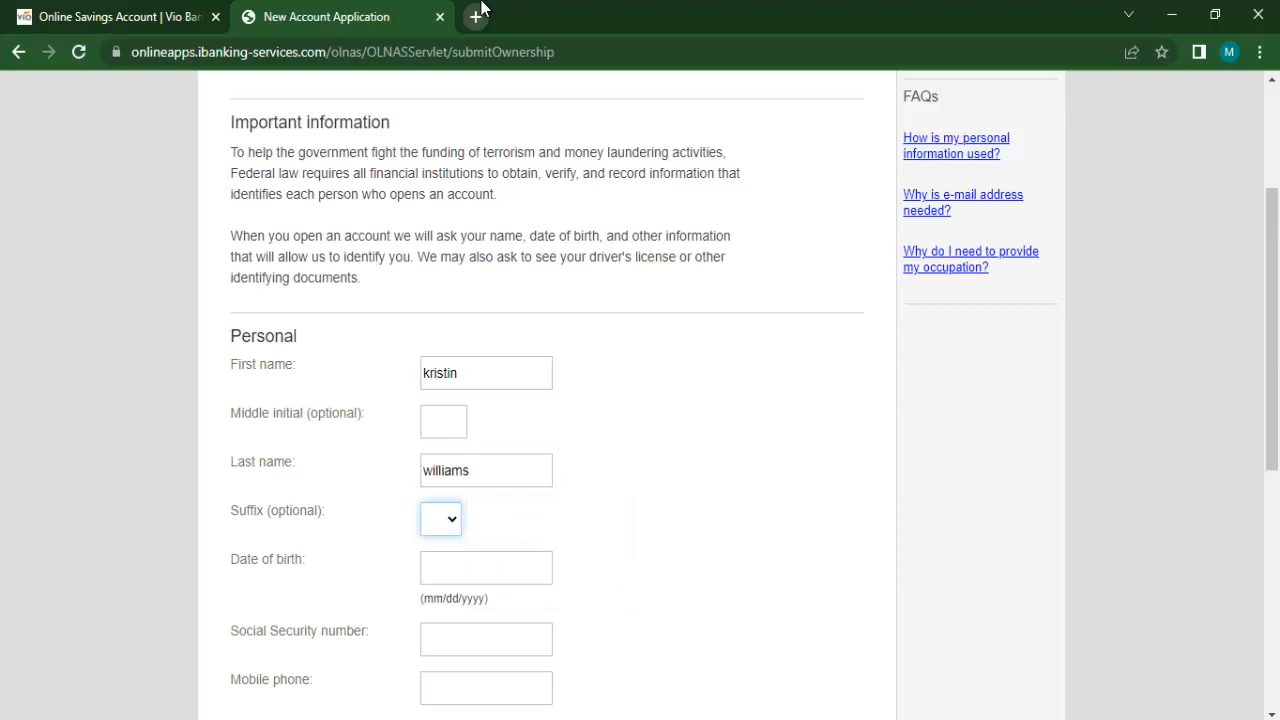 Online Savings Account | Vio Ban
New Account Application
onlineapps.ibanking-services.com/olnas/OLNASServlet/submitOwnership
M
Important information
To help the government fight the funding of terrorism and money laundering activities,
Federal law requires all financial institutions to obtain, verify, and record information that
identifies each person who opens an account.
When you open an account we will ask your name, date of birth, and other information
that will allow us to identify you. We may also ask to see your driver's license or other
identifying documents.
Personal
First name:
kristin
Middle initial (optional):
Last name:
williams
Suffix (optional):
Date of birth:
(mm/dd/yyyy)
Social Security number:
Mobile phone:
FAQs
How is my personal
information used?
Why is e-mail address
needed?
Why do I need to provide
my occupation?